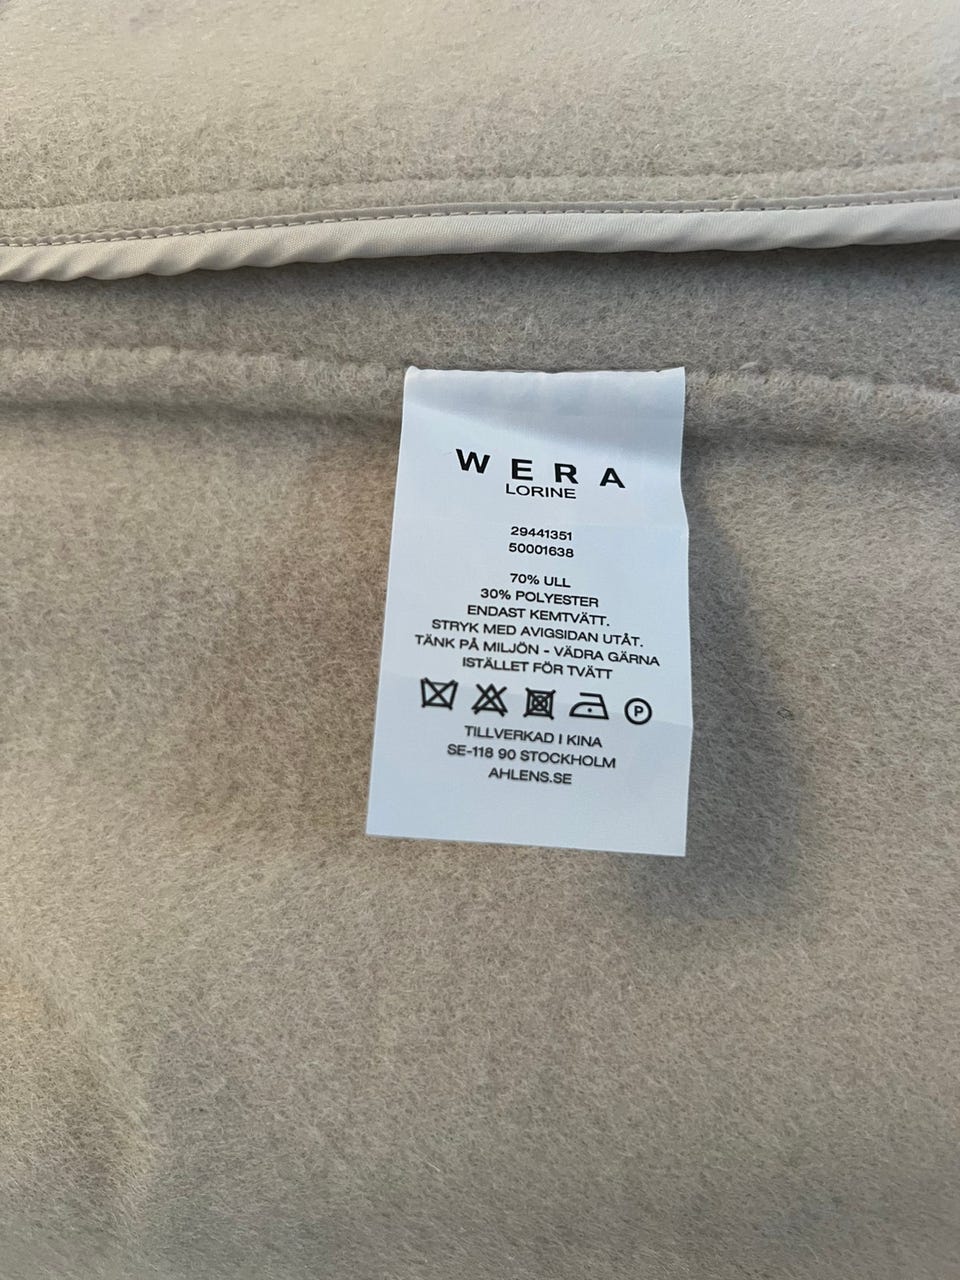 WERA
LORINE
29441351
50001638
70% ULL
30% POLYESTER
ENDAST KEMTVÄTT.
STRYK MED AVIGSIDAN UTÅT.
TÄNK PÅ MILJÖN - VÄDRA GÄRNA
ISTÄLLET FÖR TVÄTT
P
TILLVERKAD I KINA
SE-118 90 STOCKHOLM
AHLENS.SE